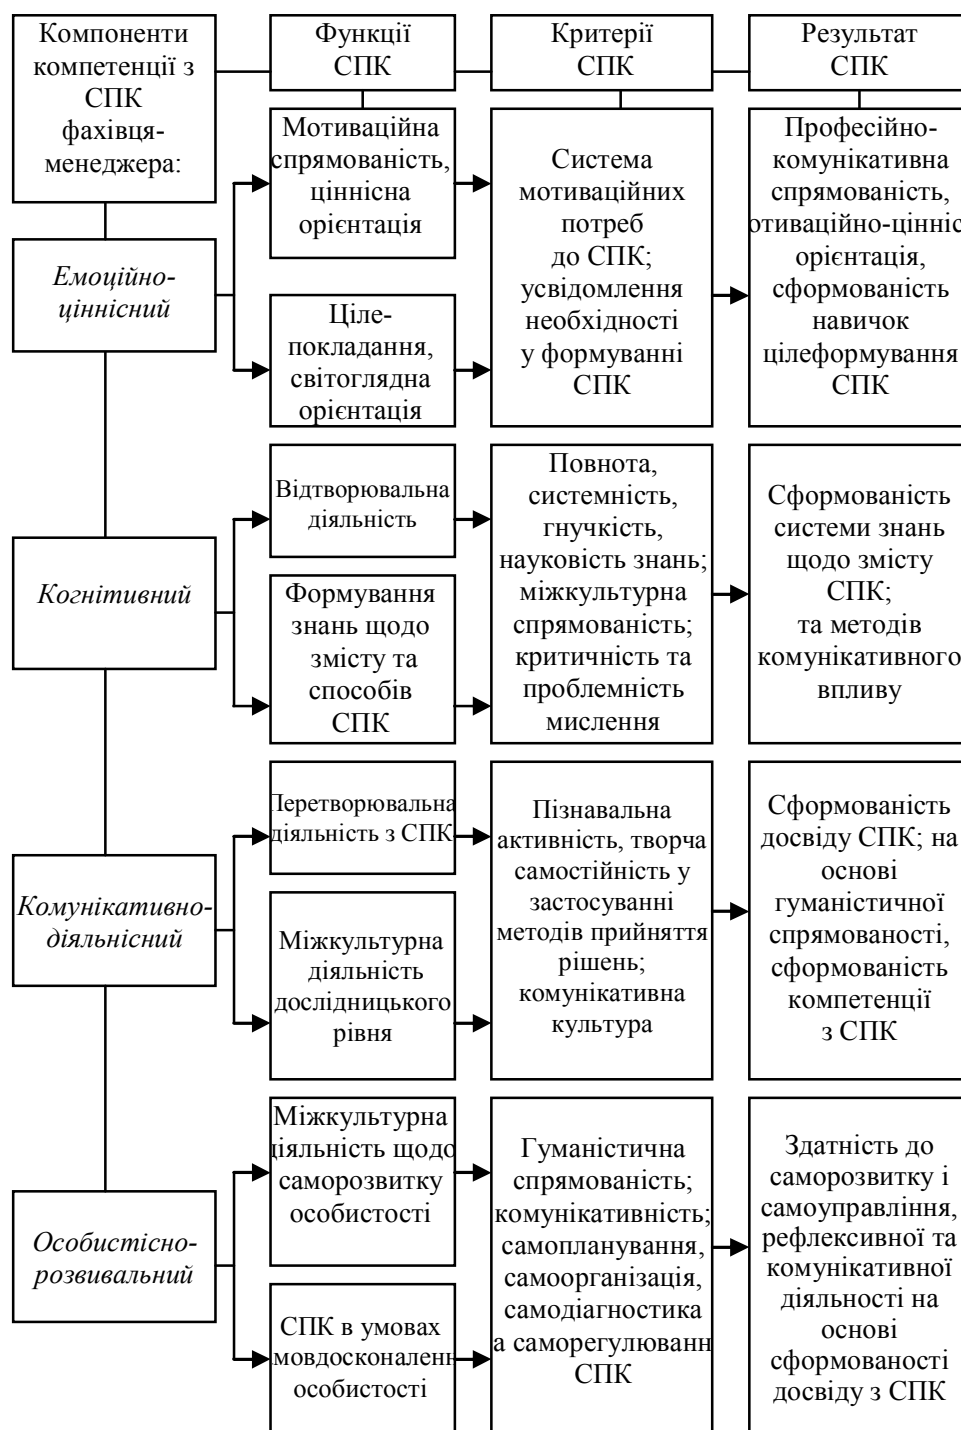 Компоненти
компетенції з
СПК
фахівця-
менеджера:
Функції
СПК
Критерії
СПК
Результат
СПК
Емоційно-
ціннісний
Мотиваційна
спрямованість,
ціннісна
орієнтація
Ціле-
покладання,
світоглядна
орієнтація
Система
мотиваційних
потреб
до СПК;
усвідомлення
необхідності
у формуванні
СПК
Професійно-
комунікативна
спрямованість,
отиваційно-ціннісн
орієнтація,
сформованість
навичок
цілеформування
СПК
Когнітивний
Відтворювальна
діяльність
Формування
знань щодо
змісту та
способів
СПК
Повнота,
системність,
гнучкість,
науковість знань;
міжкультурна
спрямованість;
критичність та
проблемність
мислення
Сформованість
системи знань
щодо змісту
СПК;
та методів
комунікативного
впливу
Комунікативно-
діяльнісний
Перетворювальна
діяльність з СПК
Міжкультурна
діяльність
дослідницького
рівня
Пізнавальна
активність, творча
самостійність у
застосуванні
методів прийняття
рішень;
комунікативна
культура
Сформованість
досвіду СПК; на
основі
гуманістичної
спрямованості,
сформованість
компетенції
з СПК
Особистісно-
розвивальний
Міжкультурна
діяльність щодо
саморозвитку
особистості
СПК в умовах
мовдосконаленн
особистості
Гуманістична
спрямованість;
комунікативність;
самопланування,
самоорганізація,
самодіагностика
а саморегулюванн
СПК
Здатність до
саморозвитку і
самоуправління,
рефлексивної та
комунікативної
діяльності на
основі
сформованості
досвіду з СПК